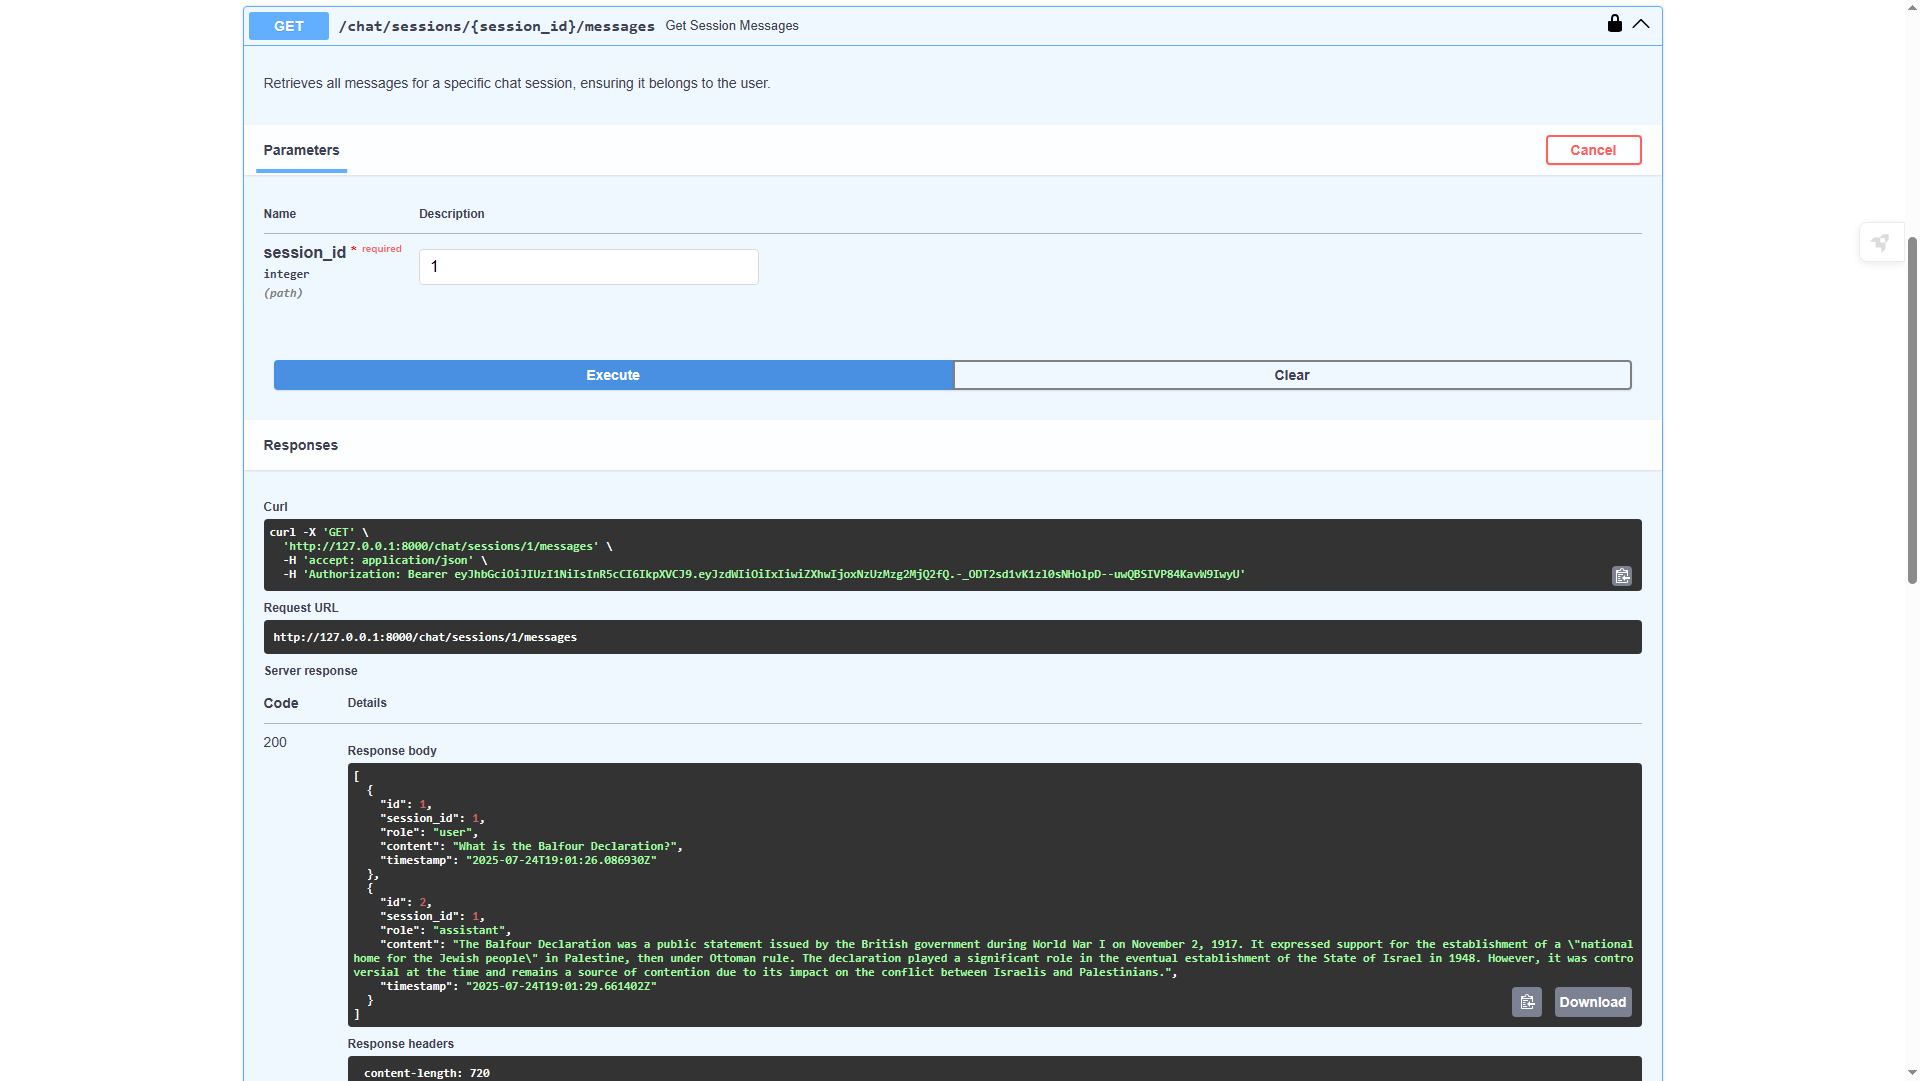 GET /chat/sessions/{session_id}/messages Get Session Messages
Retrieves all messages for a specific chat session, ensuring it belongs to the user.
Parameters
Cancel
Name Description
session_id * required
integer
(path)
1
Execute
Clear
Responses
Curl
curl -X 'GET' \
'http://127.0.0.1:8000/chat/sessions/1/messages' \
-H 'accept: application/json' \
-H 'Authorization: Bearer eyJhbGciOiJIUzI1NiIsInR5cCI6IkpXVCJ9.eyJzdWIiOiIxIiwiZXhwIjoxNzUzMzg2MjQ2fQ.-_ODT2sd1vK1zl0sNHolpD--uwQBSIVP84KavW9IwyU'
Request URL
http://127.0.0.1:8000/chat/sessions/1/messages
Server response
Code Details
200
Response body
[
{
"id": 1,
"session_id": 1,
"role": "user",
"content": "What is the Balfour Declaration?",
"timestamp": "2025-07-24T19:01:26.086930Z"
},
{
"id": 2,
"session_id": 1,
"role": "assistant",
"content": "The Balfour Declaration was a public statement issued by the British government during World War I on November 2, 1917. It expressed support for the establishment of a \"national
home for the Jewish people\" in Palestine, then under Ottoman rule. The declaration played a significant role in the eventual establishment of the State of Israel in 1948. However, it was contro
versial at the time and remains a source of contention due to its impact on the conflict between Israelis and Palestinians.",
"timestamp": "2025-07-24T19:01:29.661402Z"
}
]
Download
Response headers
content-length: 720